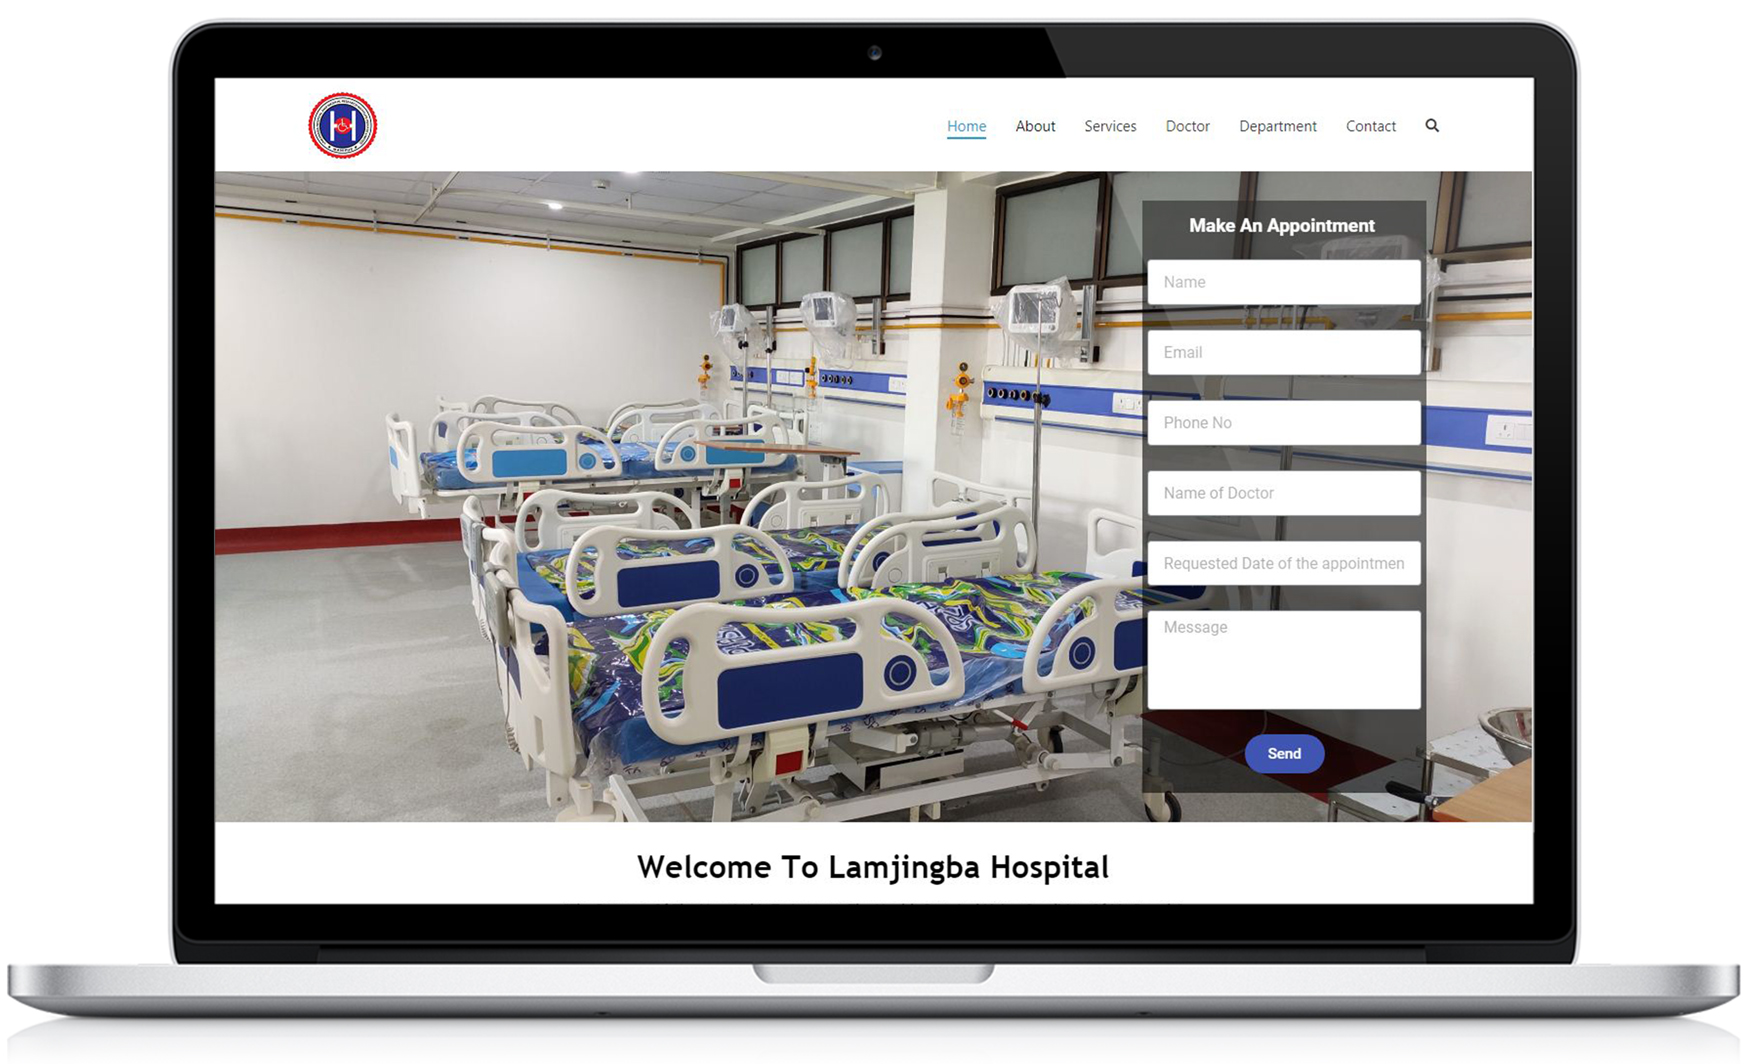 H
Home About Services Doctor Department Contact
Make An Appointment
Name
Email
Phone No
Name of Doctor
Requested Date of the appointmen
Message
Send
Welcome To Lamjingba Hospital